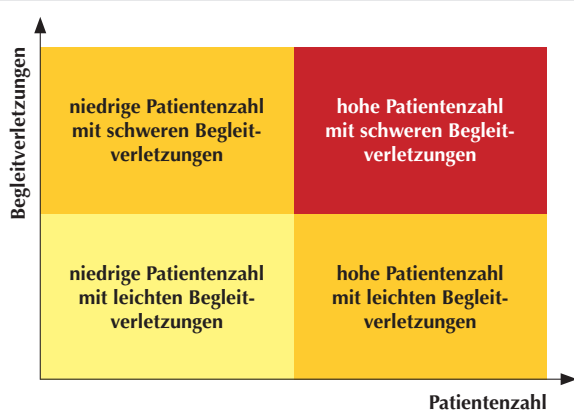 Begleitverletzungen
niedrige Patientenzahl
mit schweren Begleit-
verletzungen
hohe Patientenzahl
mit schweren Begleit-
verletzungen
niedrige Patientenzahl
mit leichten Begleit-
verletzungen
hohe Patientenzahl
mit leichten Begleit-
verletzungen
Patientenzahl